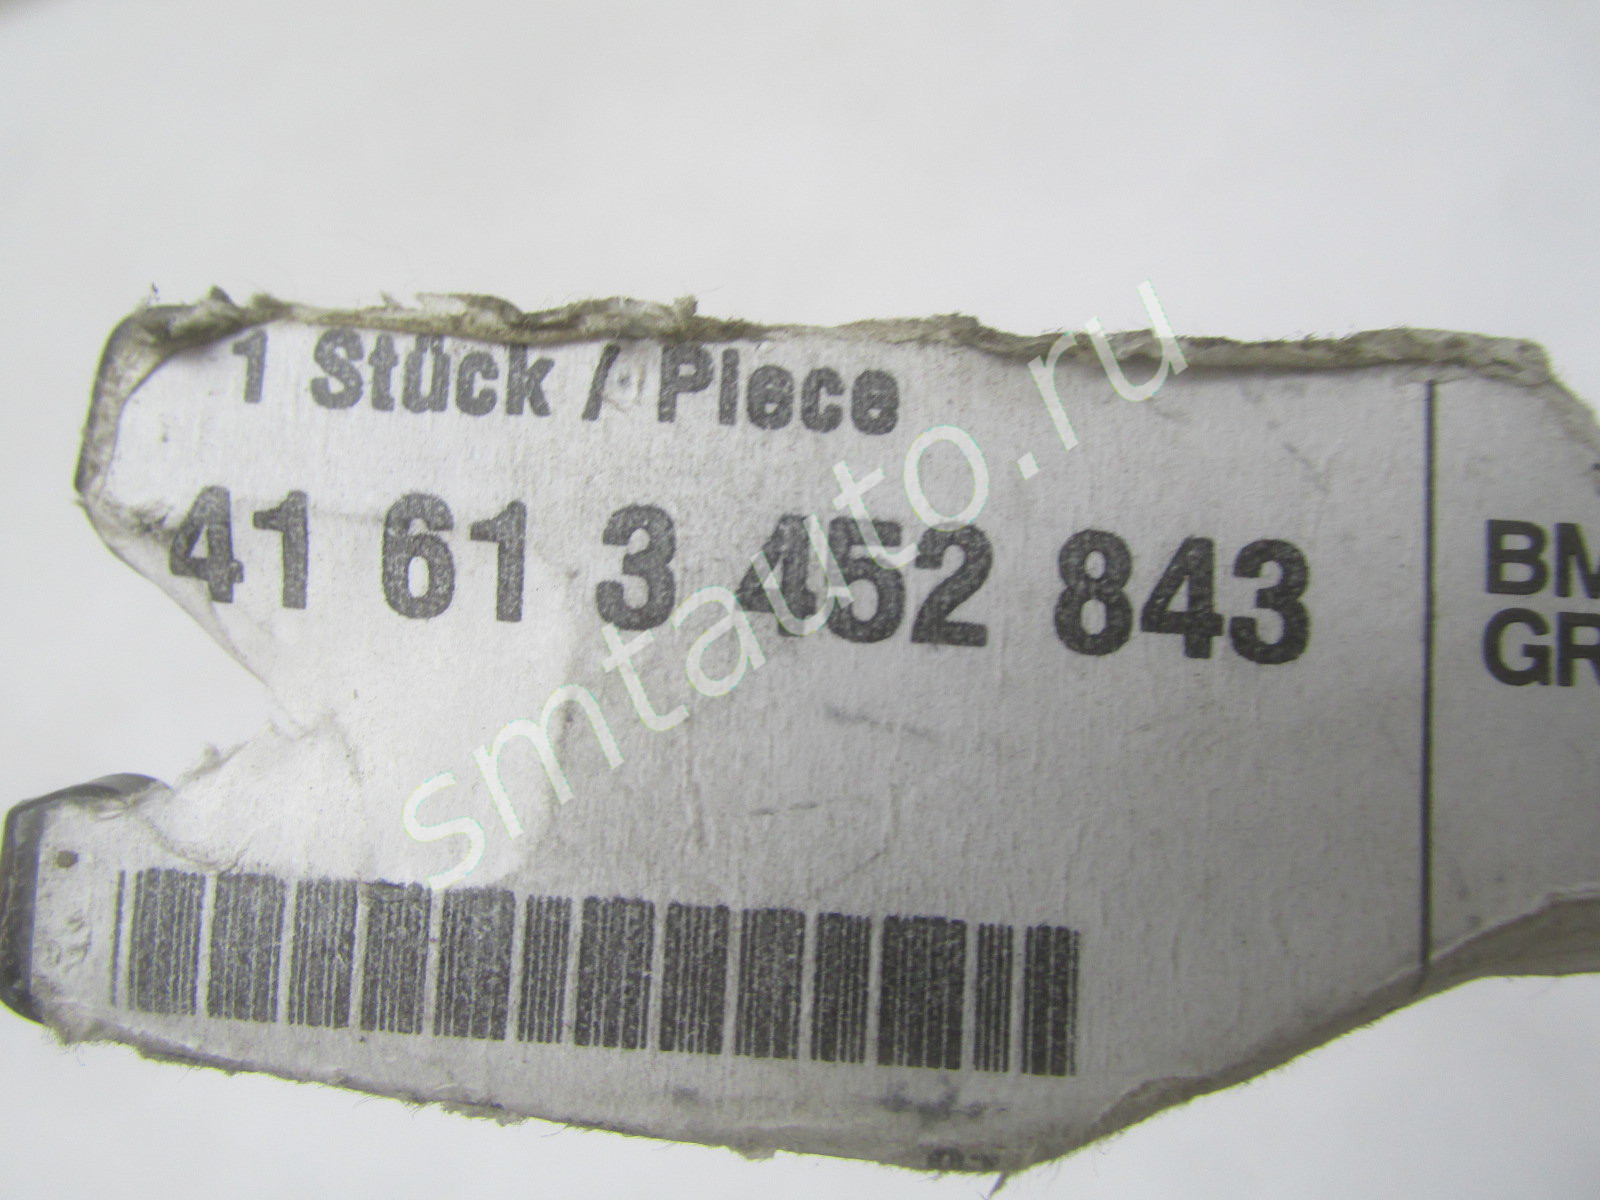 1 Stück / Piece
41 61 3 452 843
BM
GR
smtauto.ru